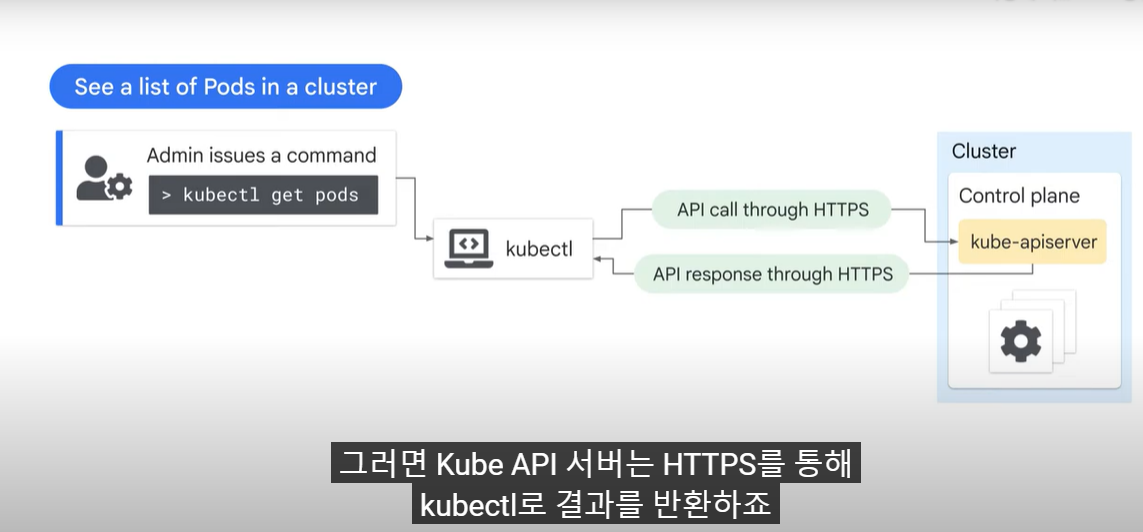 See a list of Pods in a cluster
Admin issues a command
> kubectl get pods
kubectl
API call through HTTPS
API response through HTTPS
Cluster
Control plane
kube-apiserver
그러면 Kube API 서버는 HTTPS를 통해
kubectl로 결과를 반환하죠